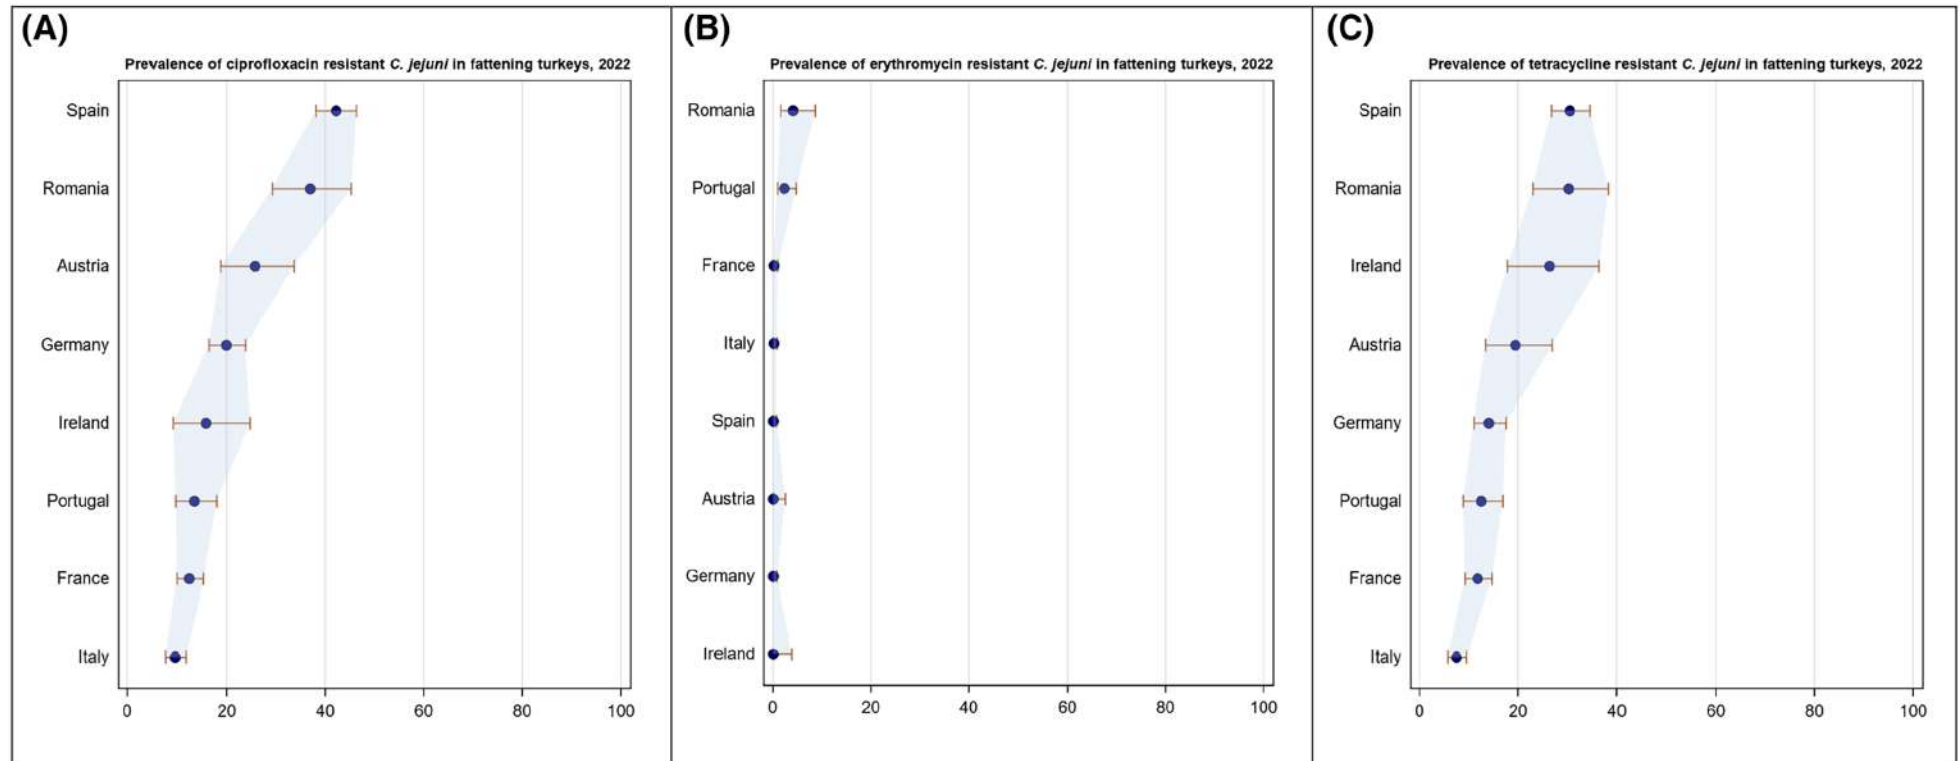 (A)
Prevalence of ciprofloxacin resistant C. jejuni in fattening turkeys, 2022
Spain
Romania
Austria
Germany
Ireland
Portugal
France
Italy
0 20 40 60 80 100
(B)
Prevalence of erythromycin resistant C. jejuni in fattening turkeys, 2022
Romania
Portugal
France
Italy
Spain
Austria
Germany
Ireland
0 20 40 60 80 100
(C)
Prevalence of tetracycline resistant C. jejuni in fattening turkeys, 2022
Spain
Romania
Ireland
Austria
Germany
Portugal
France
Italy
0 20 40 60 80 100